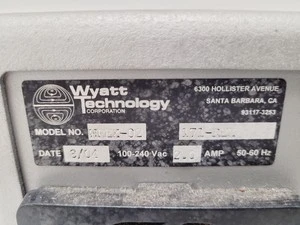 Wyatt
Technology
CORPORATION
6300 HOLLISTER AVENUE
SANTA BARBARA, CA
93117-3253
MODEL NO.
DATE 100-240 Vac AMP 50-60 Hz